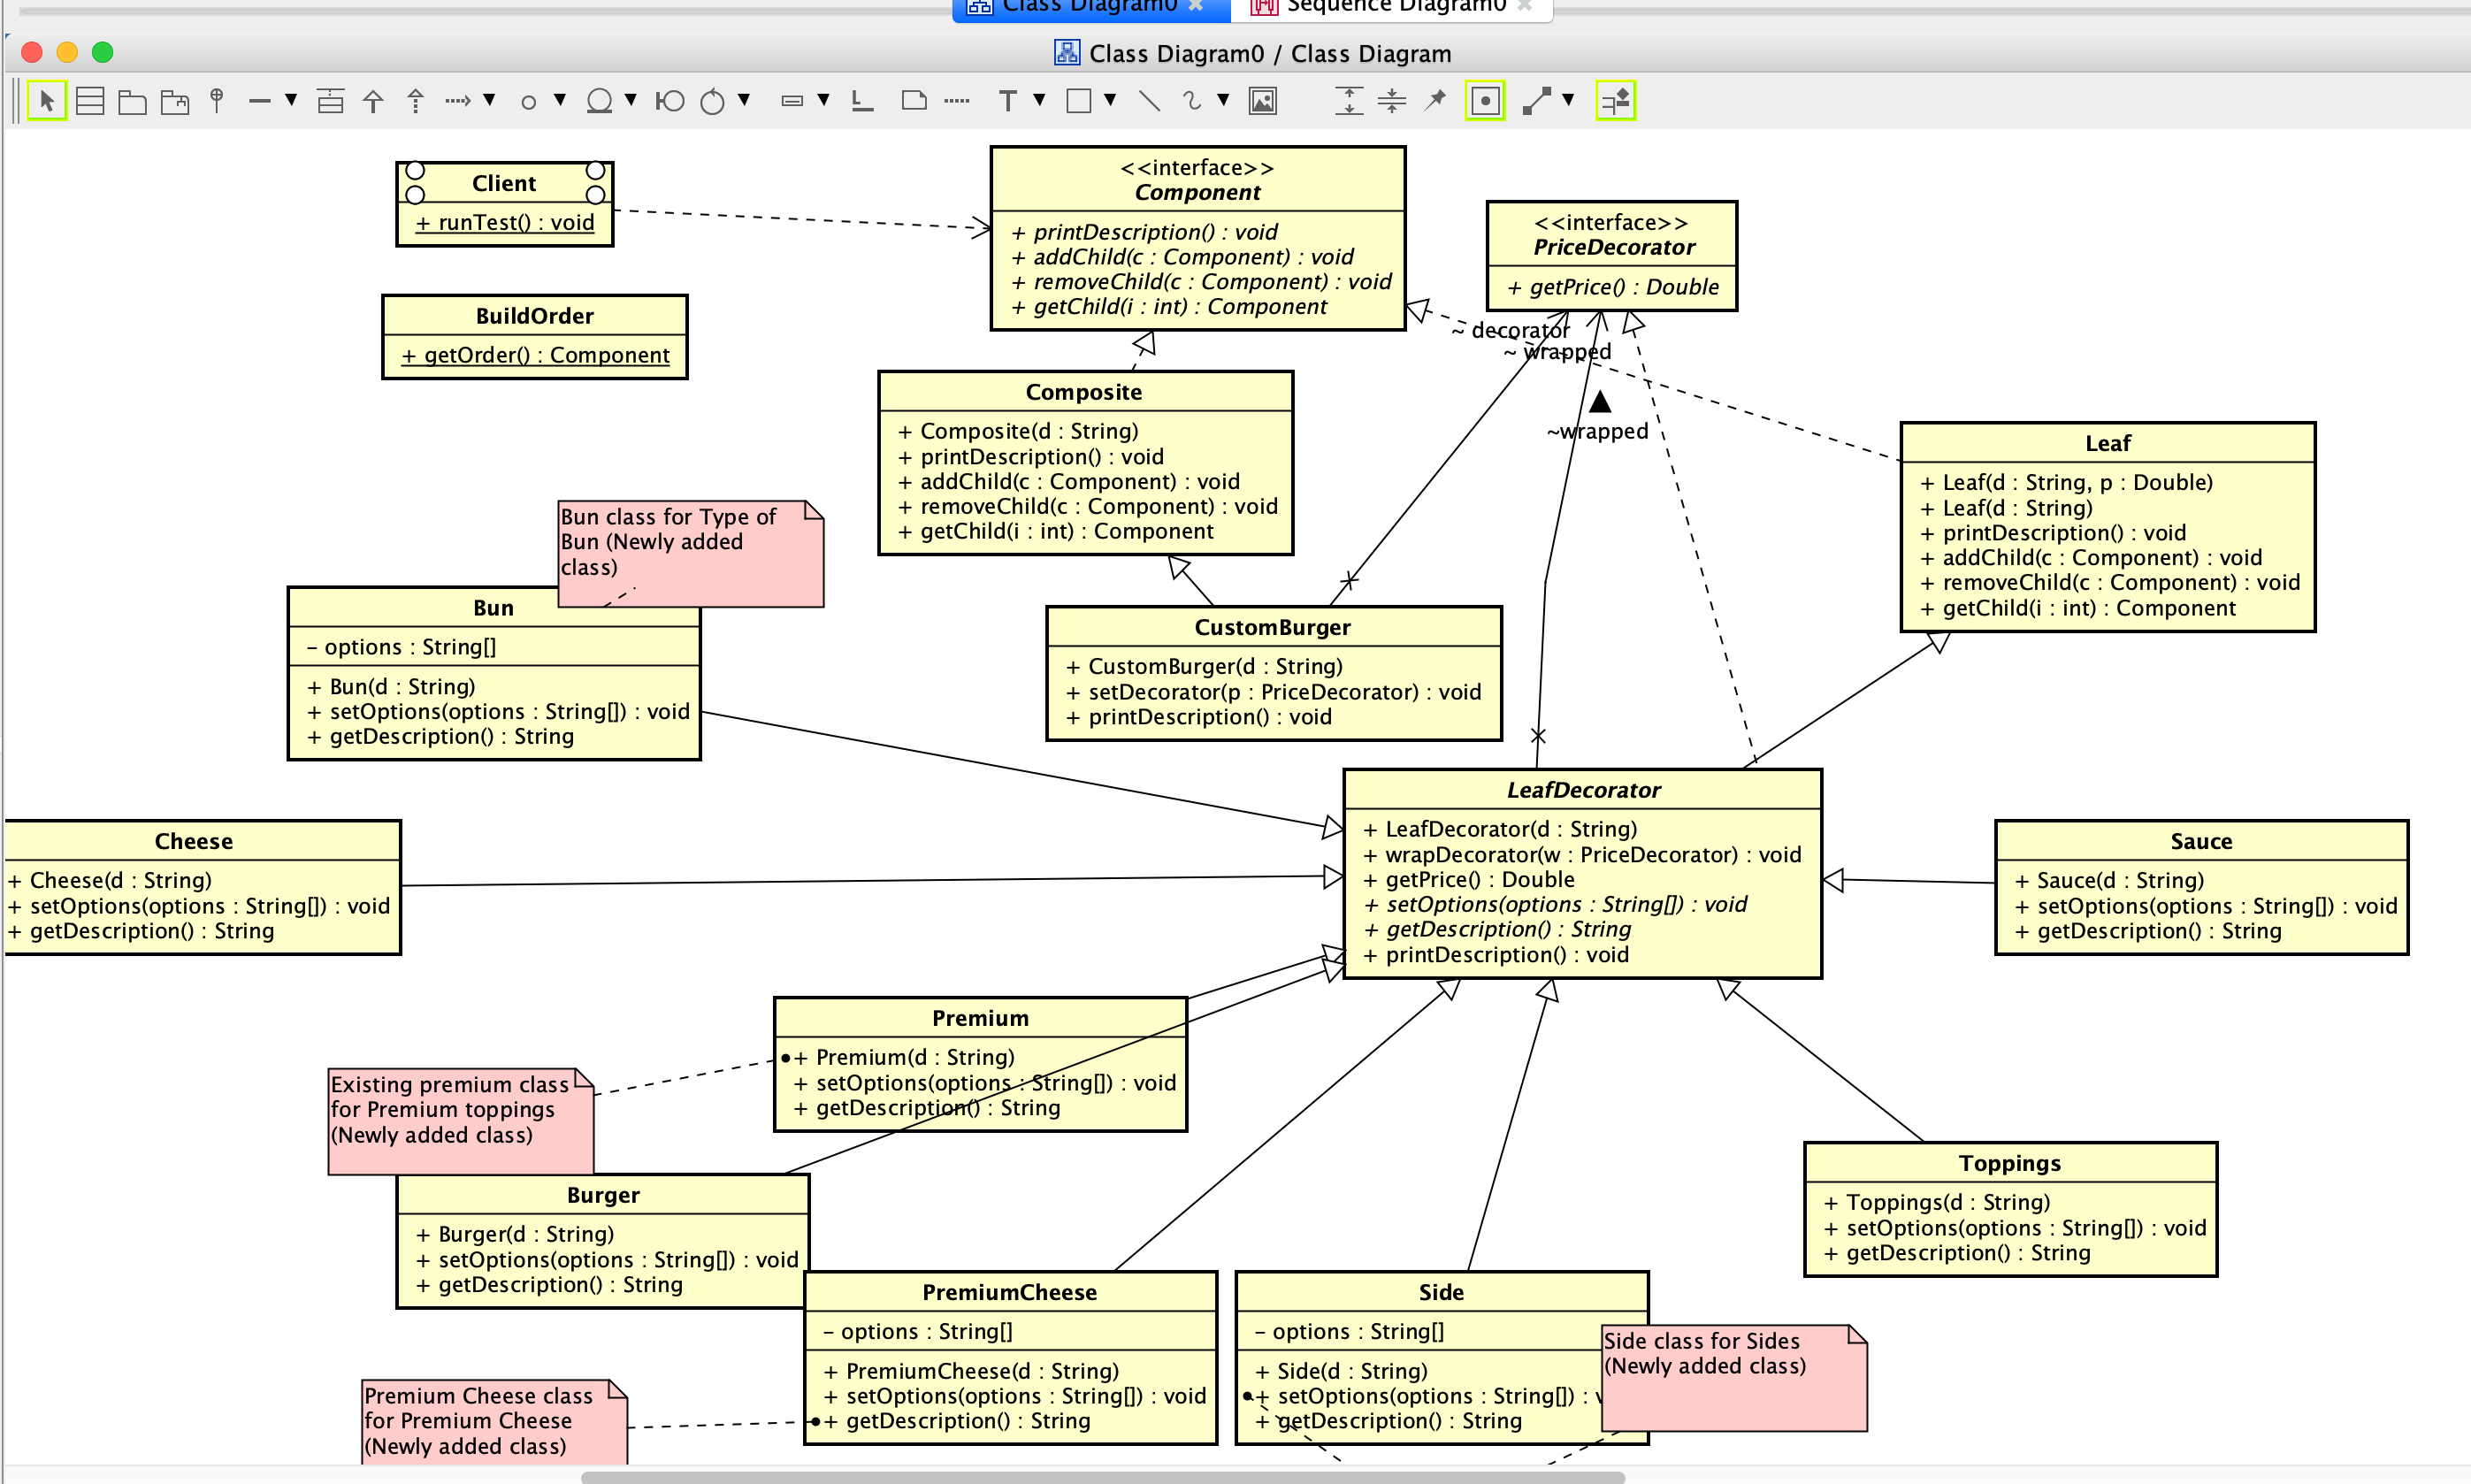 Class Diagram0
Sequence Diagram0
Class Diagram0 / Class Diagram
Client
+ runTest() : void
BuildOrder
+ getOrder() : Component
<<interface>>
Component
+ printDescription() : void
+ addChild(c : Component) : void
+ removeChild(c : Component) : void
+ getChild(i : int) : Component
<<interface>>
PriceDecorator
+ getPrice() : Double
~ decorator
~ wrapped
~wrapped
Composite
+ Composite(d : String)
+ printDescription() : void
+ addChild(c : Component) : void
+ removeChild(c : Component) : void
+ getChild(i : int) : Component
Leaf
+ Leaf(d : String, p : Double)
+ Leaf(d : String)
+ printDescription() : void
+ addChild(c : Component) : void
+ removeChild(c : Component) : void
+ getChild(i : int) : Component
Bun class for Type of
Bun (Newly added
class)
Bun
- options : String[]
+ Bun(d : String)
+ setOptions(options : String[]) : void
+ getDescription() : String
CustomBurger
+ CustomBurger(d : String)
+ setDecorator(p : PriceDecorator) : void
+ printDescription() : void
LeafDecorator
+ LeafDecorator(d : String)
+ wrapDecorator(w : PriceDecorator) : void
+ getPrice() : Double
+ setOptions(options : String[]) : void
+ getDescription() : String
+ printDescription() : void
Cheese
+ Cheese(d : String)
+ setOptions(options : String[]) : void
+ getDescription() : String
Sauce
+ Sauce(d : String)
+ setOptions(options : String[]) : void
+ getDescription() : String
Premium
+ Premium(d : String)
+ setOptions(options : String[]) : void
+ getDescription() : String
Existing premium class
for Premium toppings
(Newly added class)
Burger
+ Burger(d : String)
+ setOptions(options : String[]) : void
+ getDescription() : String
Toppings
+ Toppings(d : String)
+ setOptions(options : String[]) : void
+ getDescription() : String
PremiumCheese
- options : String[]
+ PremiumCheese(d : String)
+ setOptions(options : String[]) : void
+ getDescription() : String
Side
- options : String[]
+ Side(d : String)
+ setOptions(options : String[]) :
+ getDescription() : String
Side class for Sides
(Newly added class)
Premium Cheese class
for Premium Cheese
(Newly added class)